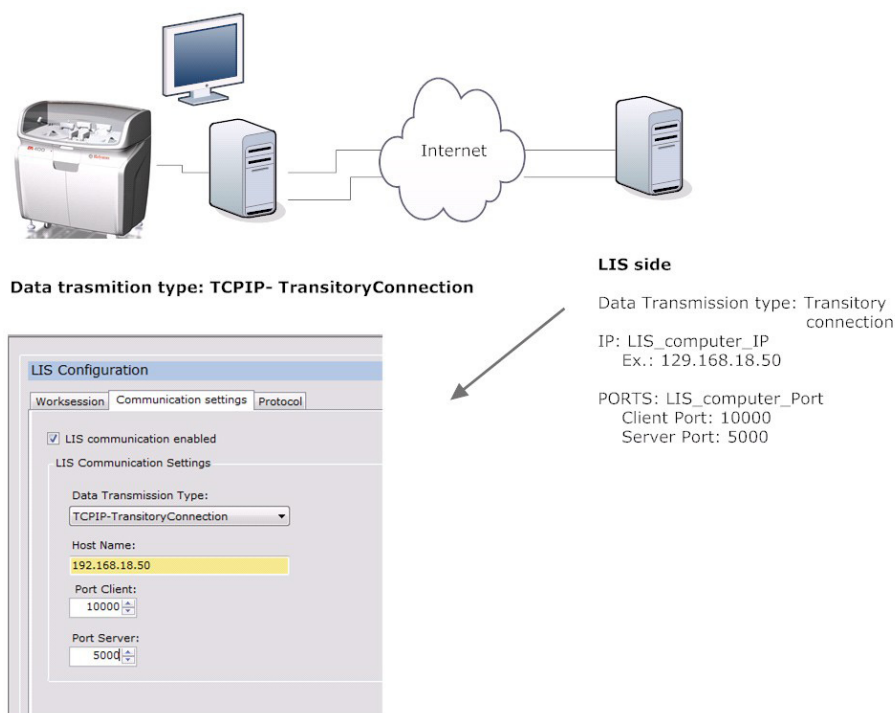 Internet
Data trasmition type: TCPIP- TransitoryConnection
LIS side
Data Transmission type: Transitory
connection
IP: LIS_computer_IP
Ex.: 129.168.18.50
PORTS: LIS_computer_Port
Client Port: 10000
Server Port: 5000
LIS Configuration
Worksession Communication settings Protocol
LIS communication enabled
LIS Communication Settings
Data Transmission Type:
TCPIP-TransitoryConnection
Host Name:
192.168.18.50
Port Client:
10000
Port Server:
5000